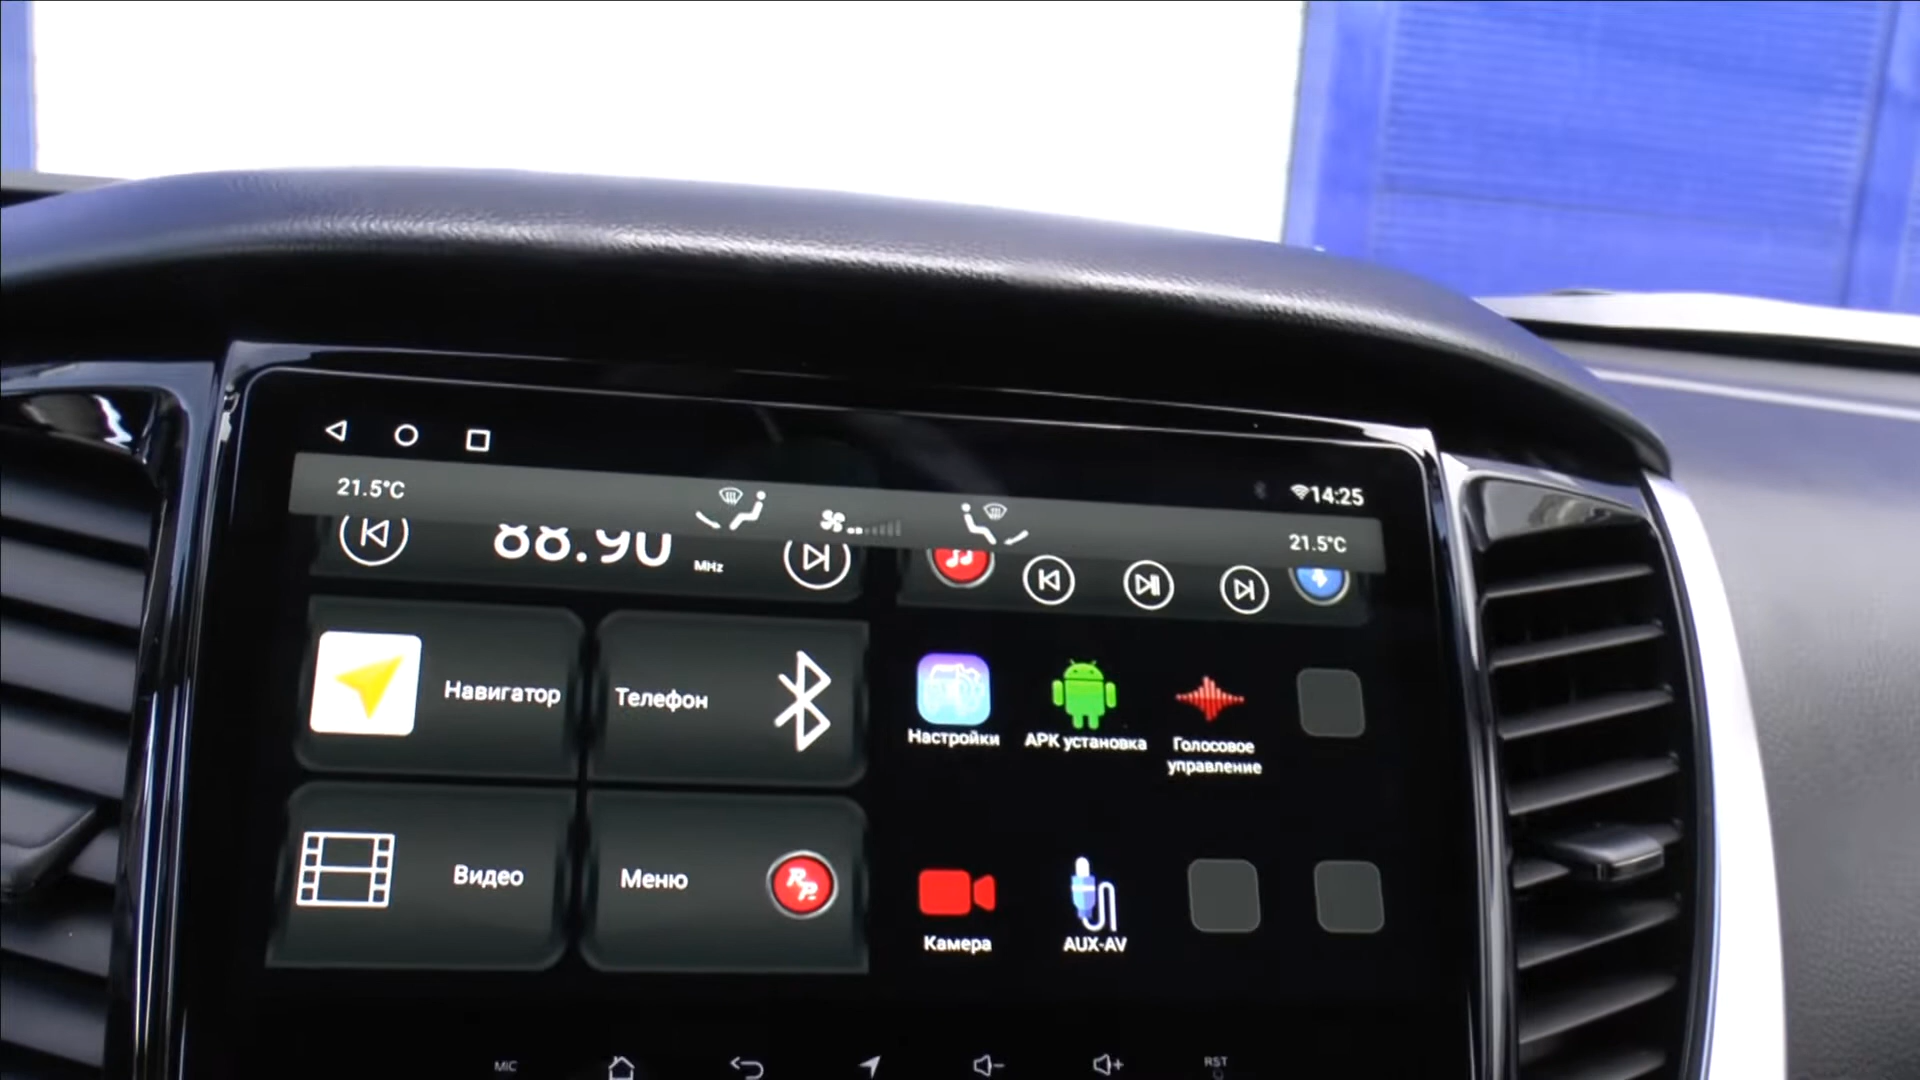 21.5°C
14:25
88.90
MHz
21.5°C
Навигатор
Телефон
Настройки
APK установка
Голосовое
управление
Видео
Меню
RP
Камера
AUX-AV
MIC
RST